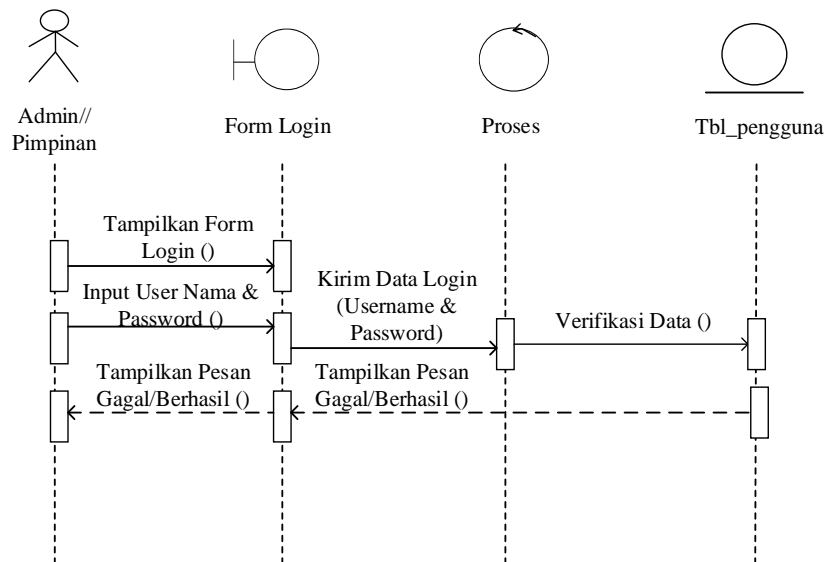 Admin//
Pimpinan
Form Login
Proses
Tbl_pengguna
Tampilkan Form
Login ()
Input User Nama &
Password ()
Kirim Data Login
(Username &
Password)
Verifikasi Data ()
Tampilkan Pesan
Gagal/Berhasil ()
Tampilkan Pesan
Gagal/Berhasil ()